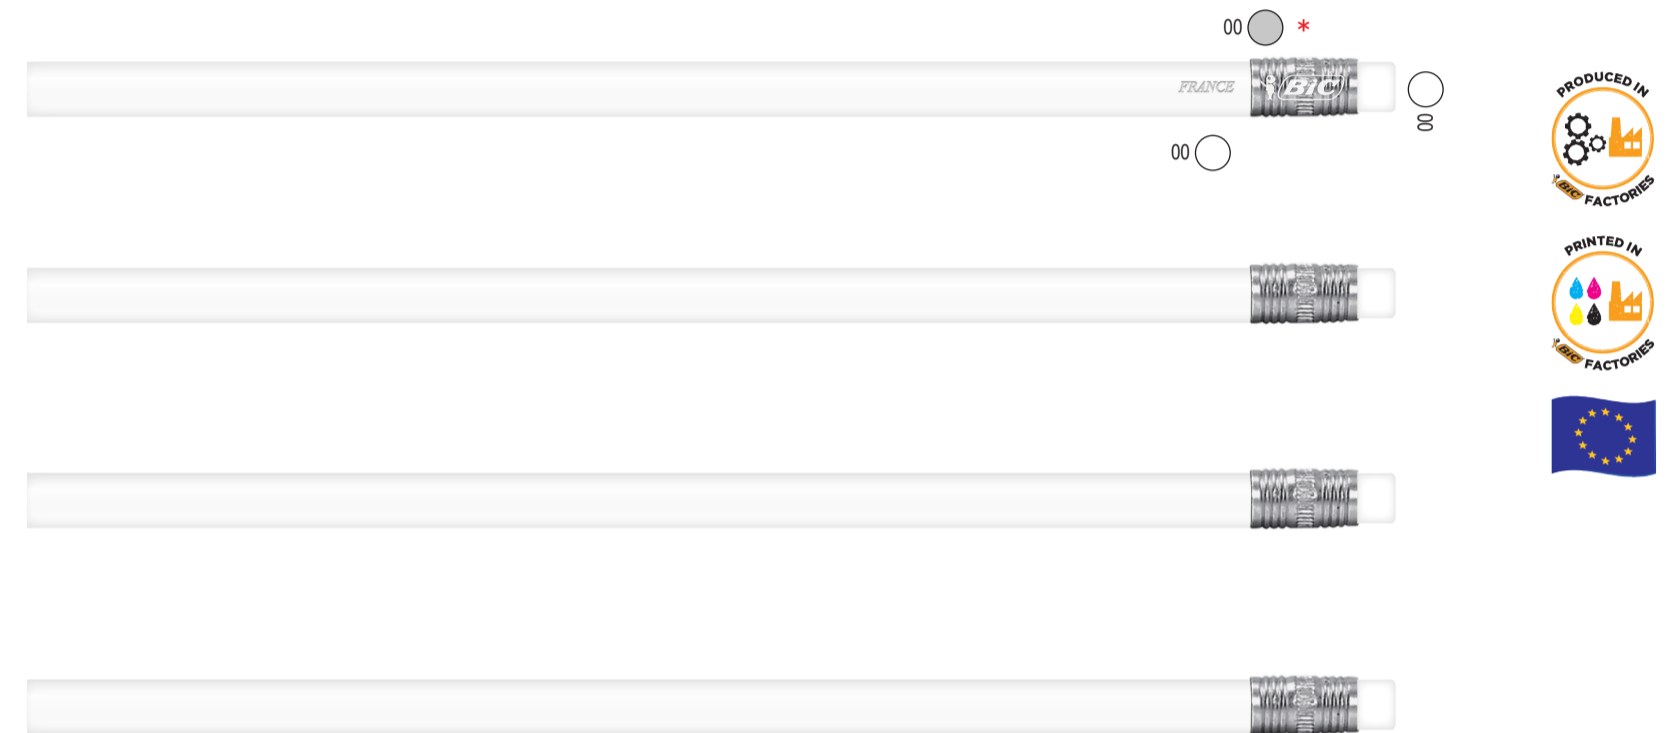 00 *
FRANCE BiC
00
00
PRODUCED IN
BiC FACTORIES
PRINTED IN
BiC FACTORIES